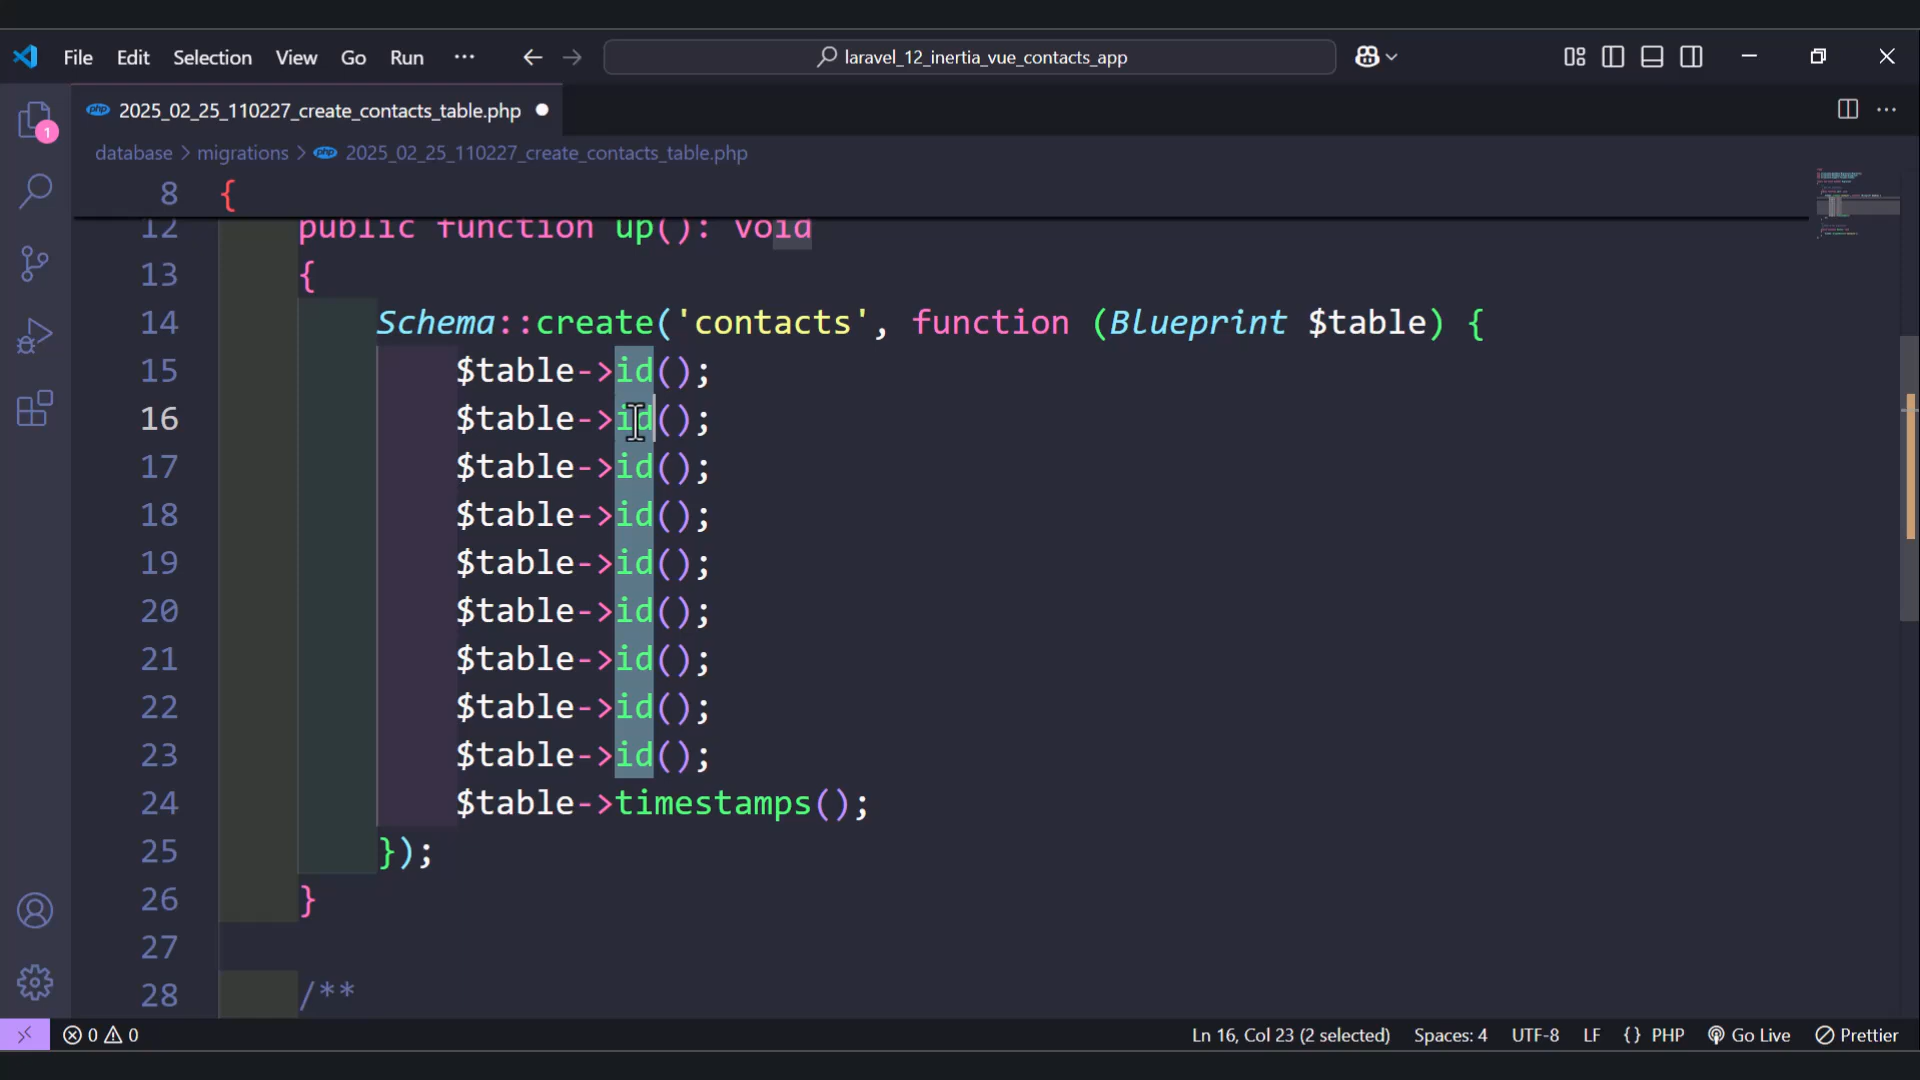 File Edit Selection View Go Run ··· laravel_12_inertia_vue_contacts_app
2025_02_25_110227_create_contacts_table.php
database > migrations > php 2025_02_25_110227_create_contacts_table.php
1
8 {
12 public function up(): void
13 {
14 Schema::create('contacts', function (Blueprint $table) {
15 $table->id();
16 $table->id();
17 $table->id();
18 $table->id();
19 $table->id();
20 $table->id();
21 $table->id();
22 $table->id();
23 $table->id();
24 $table->timestamps();
25 });
26 }
27
28 /**
0 0 Ln 16, Col 23 (2 selected) Spaces: 4 UTF-8 LF {} PHP Go Live Prettier